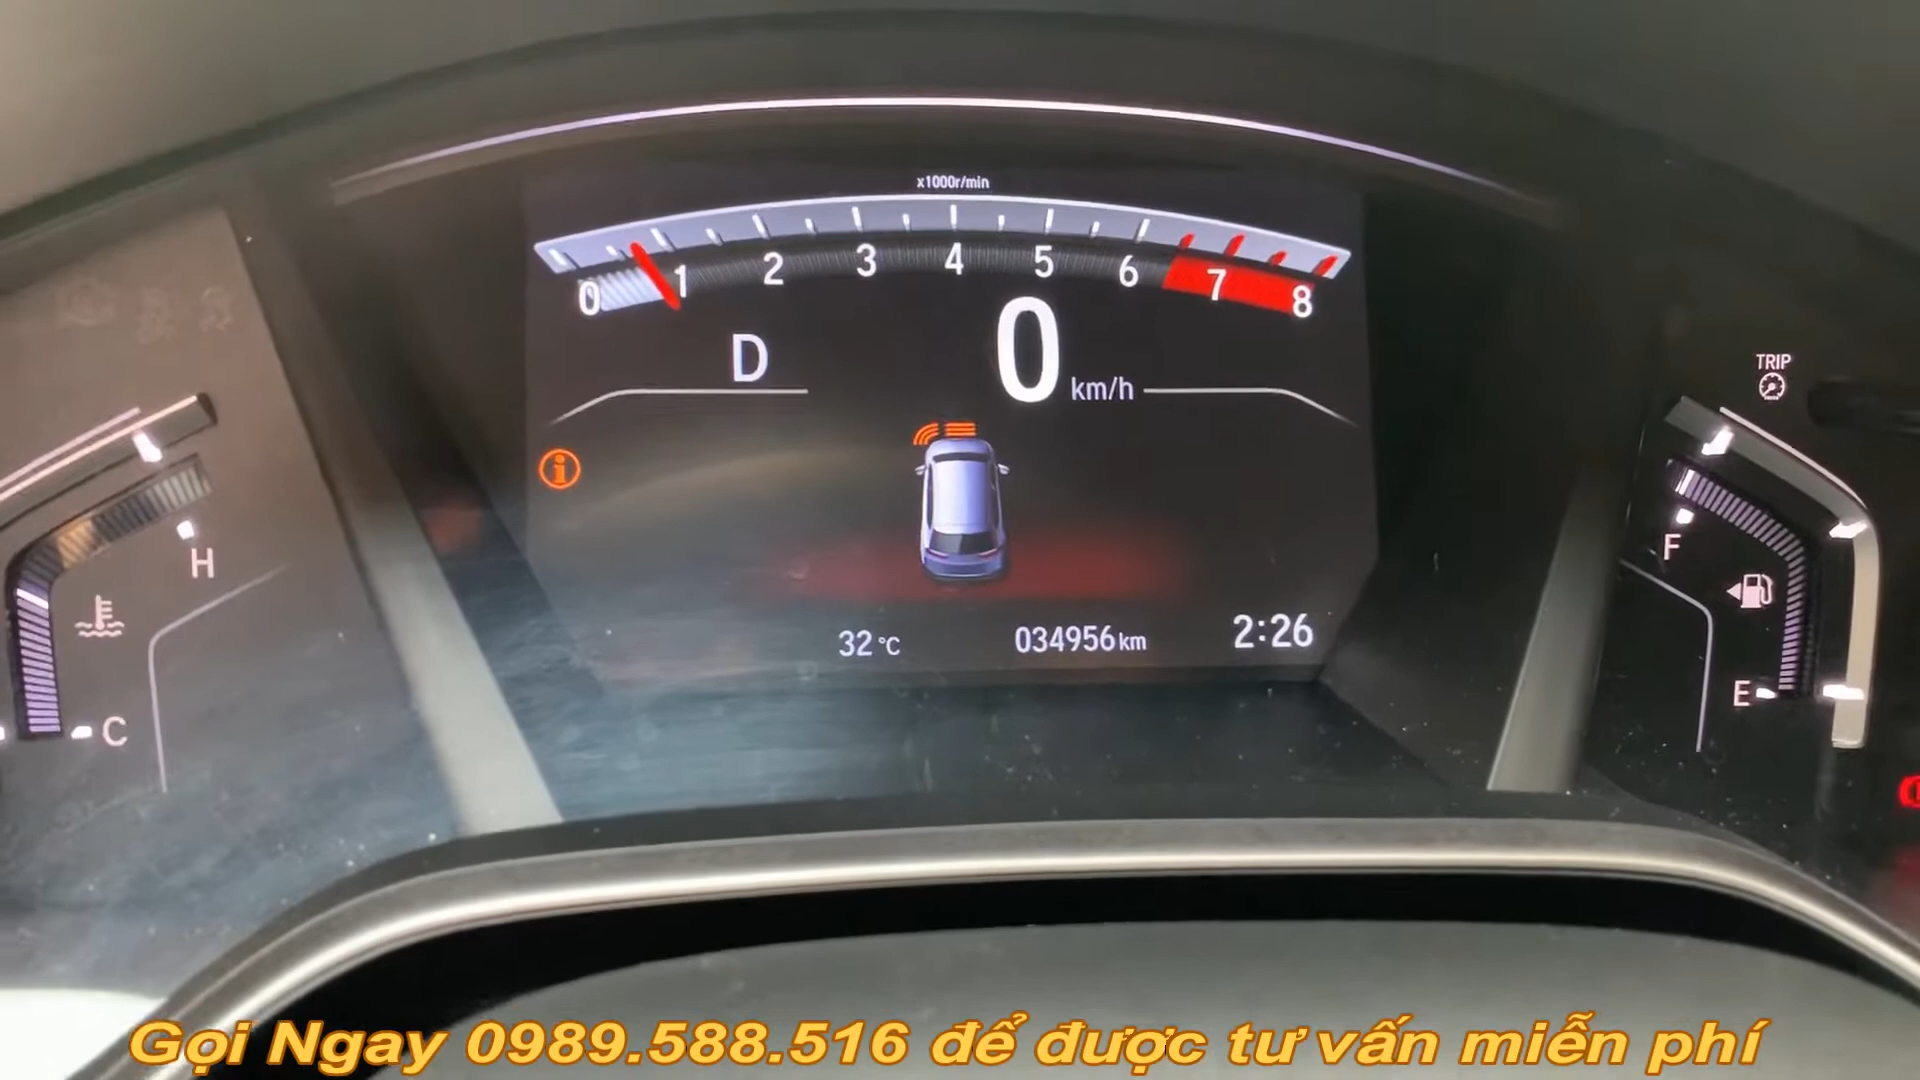 x1000r/min
0 1 2 3 4 5 6 7 8
D 0 km/h
TRIP
H
F
C
E
32 °C 034956 km 2:26
Gọi Ngay 0989.588.516 để được tư vấn miễn phí